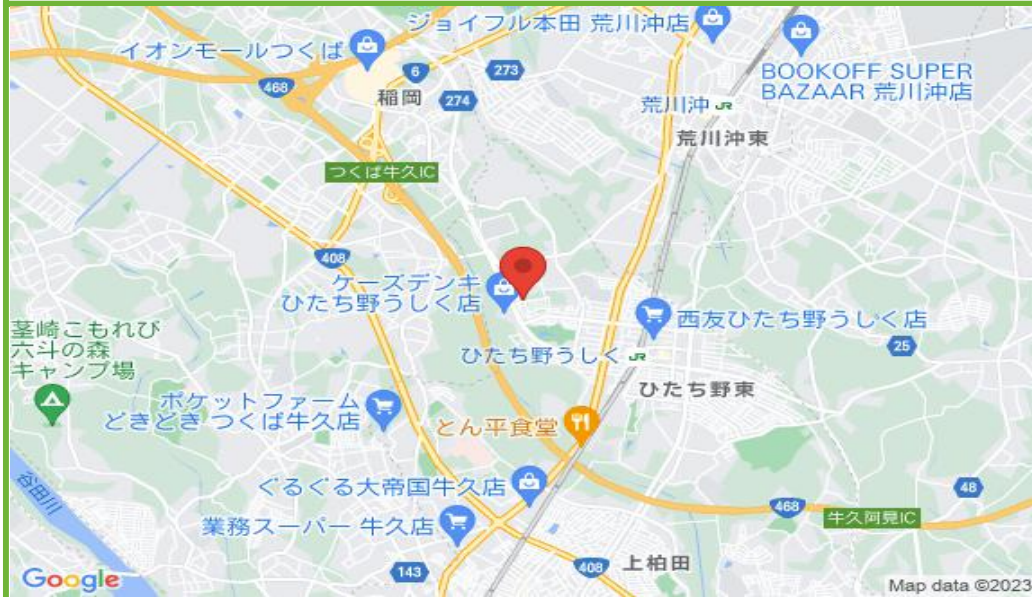 ジョイフル本田 荒川沖店
イオンモールつくば
6
273
BOOKOFF SUPER
BAZAAR 荒川沖店
468
稲岡
274
荒川沖 JR
荒川沖東
つくば牛久IC
408
ケーズデンキ
ひたち野うしく店
西友ひたち野うしく店
茎崎こもれび
六斗の森
キャンプ場
25
ひたち野うしく JR
ひたち野東
ポケットファーム
どきどき つくば牛久店
とん平食堂
谷田川
ぐるぐる大帝国牛久店
48
468
業務スーパー 牛久店
牛久阿見IC
143
408
上柏田
Google
Map data ©2023